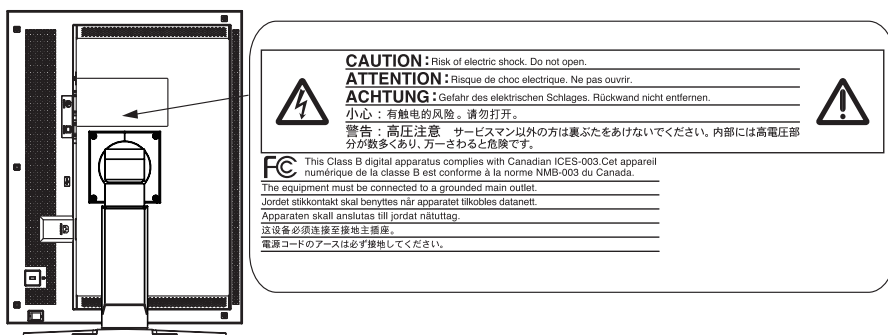 CAUTION : Risk of electric shock. Do not open.
ATTENTION : Risque de choc electrique. Ne pas ouvrir.
ACHTUNG : Gefahr des elektrischen Schlages. Rückwand nicht entfernen.
小心 : 有触电的风险。请勿打开。
警告 : 高圧注意 サービスマン以外の方は裏ぶたをあけないでください。内部には高電圧部
分が数多くあり、万一さわると危険です。
FC This Class B digital apparatus complies with Canadian ICES-003.Cet appareil
numérique de la classe B est conforme à la norme NMB-003 du Canada.
The equipment must be connected to a grounded main outlet.
Jordet stikkontakt skal benyttes når apparatet tilkobles datanett.
Apparaten skall anslutas till jordat nätuttag.
这设备必须连接至接地主插座。
電源コードのアースは必ず接地してください。